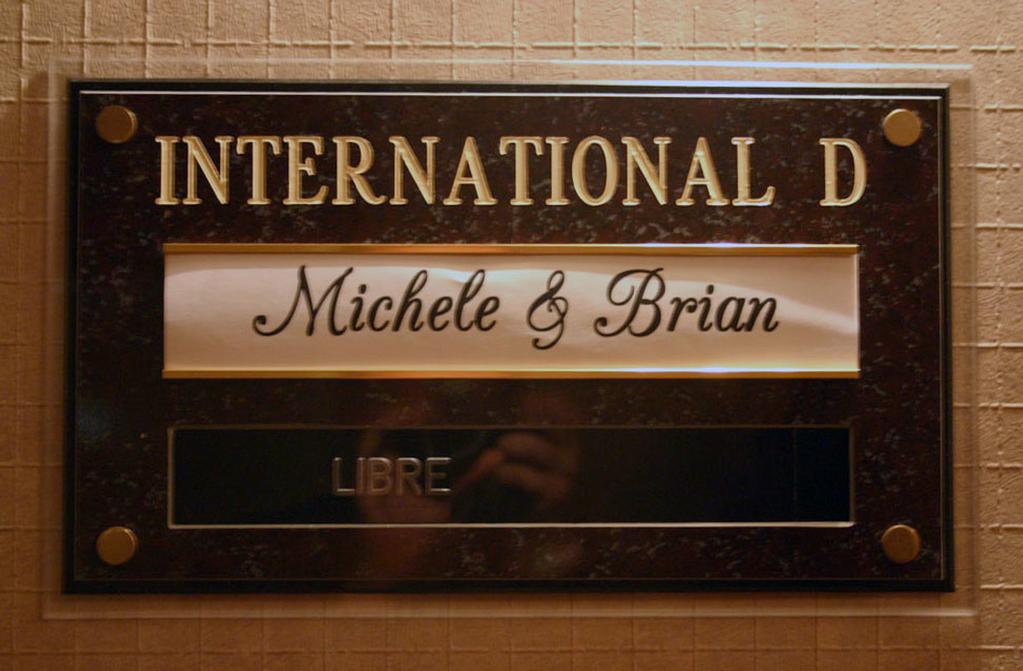 INTERNATIONAL D
Michele & Brian
LIBRE